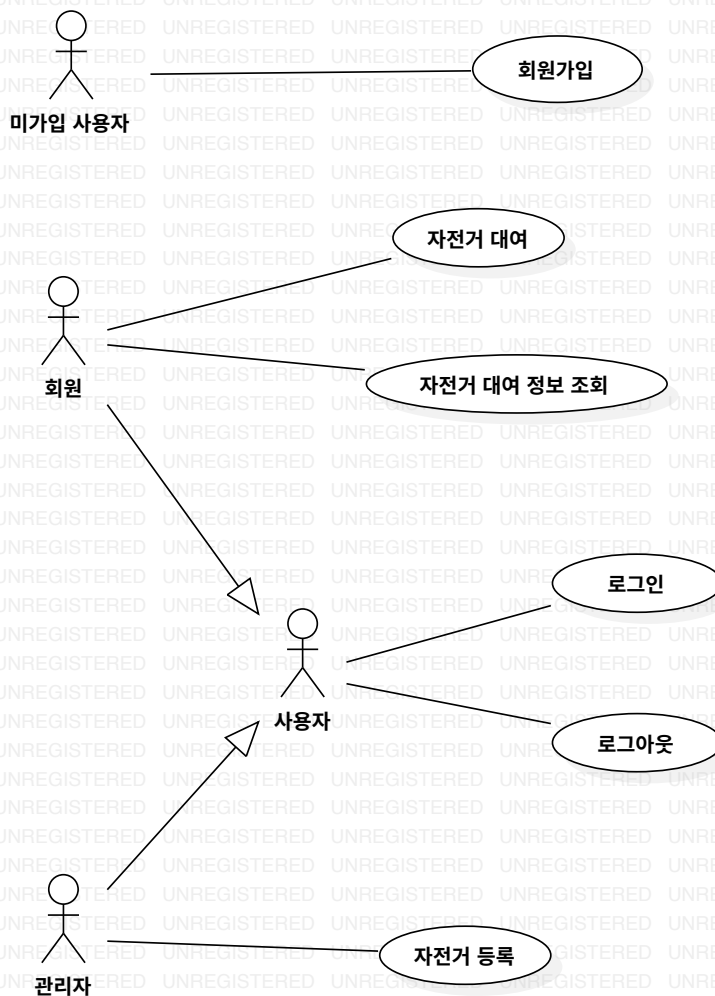 회원가입
미가입 사용자
자전거 대여
자전거 대여 정보 조회
회원
로그인
사용자
로그아웃
자전거 등록
관리자
UNREGISTERED